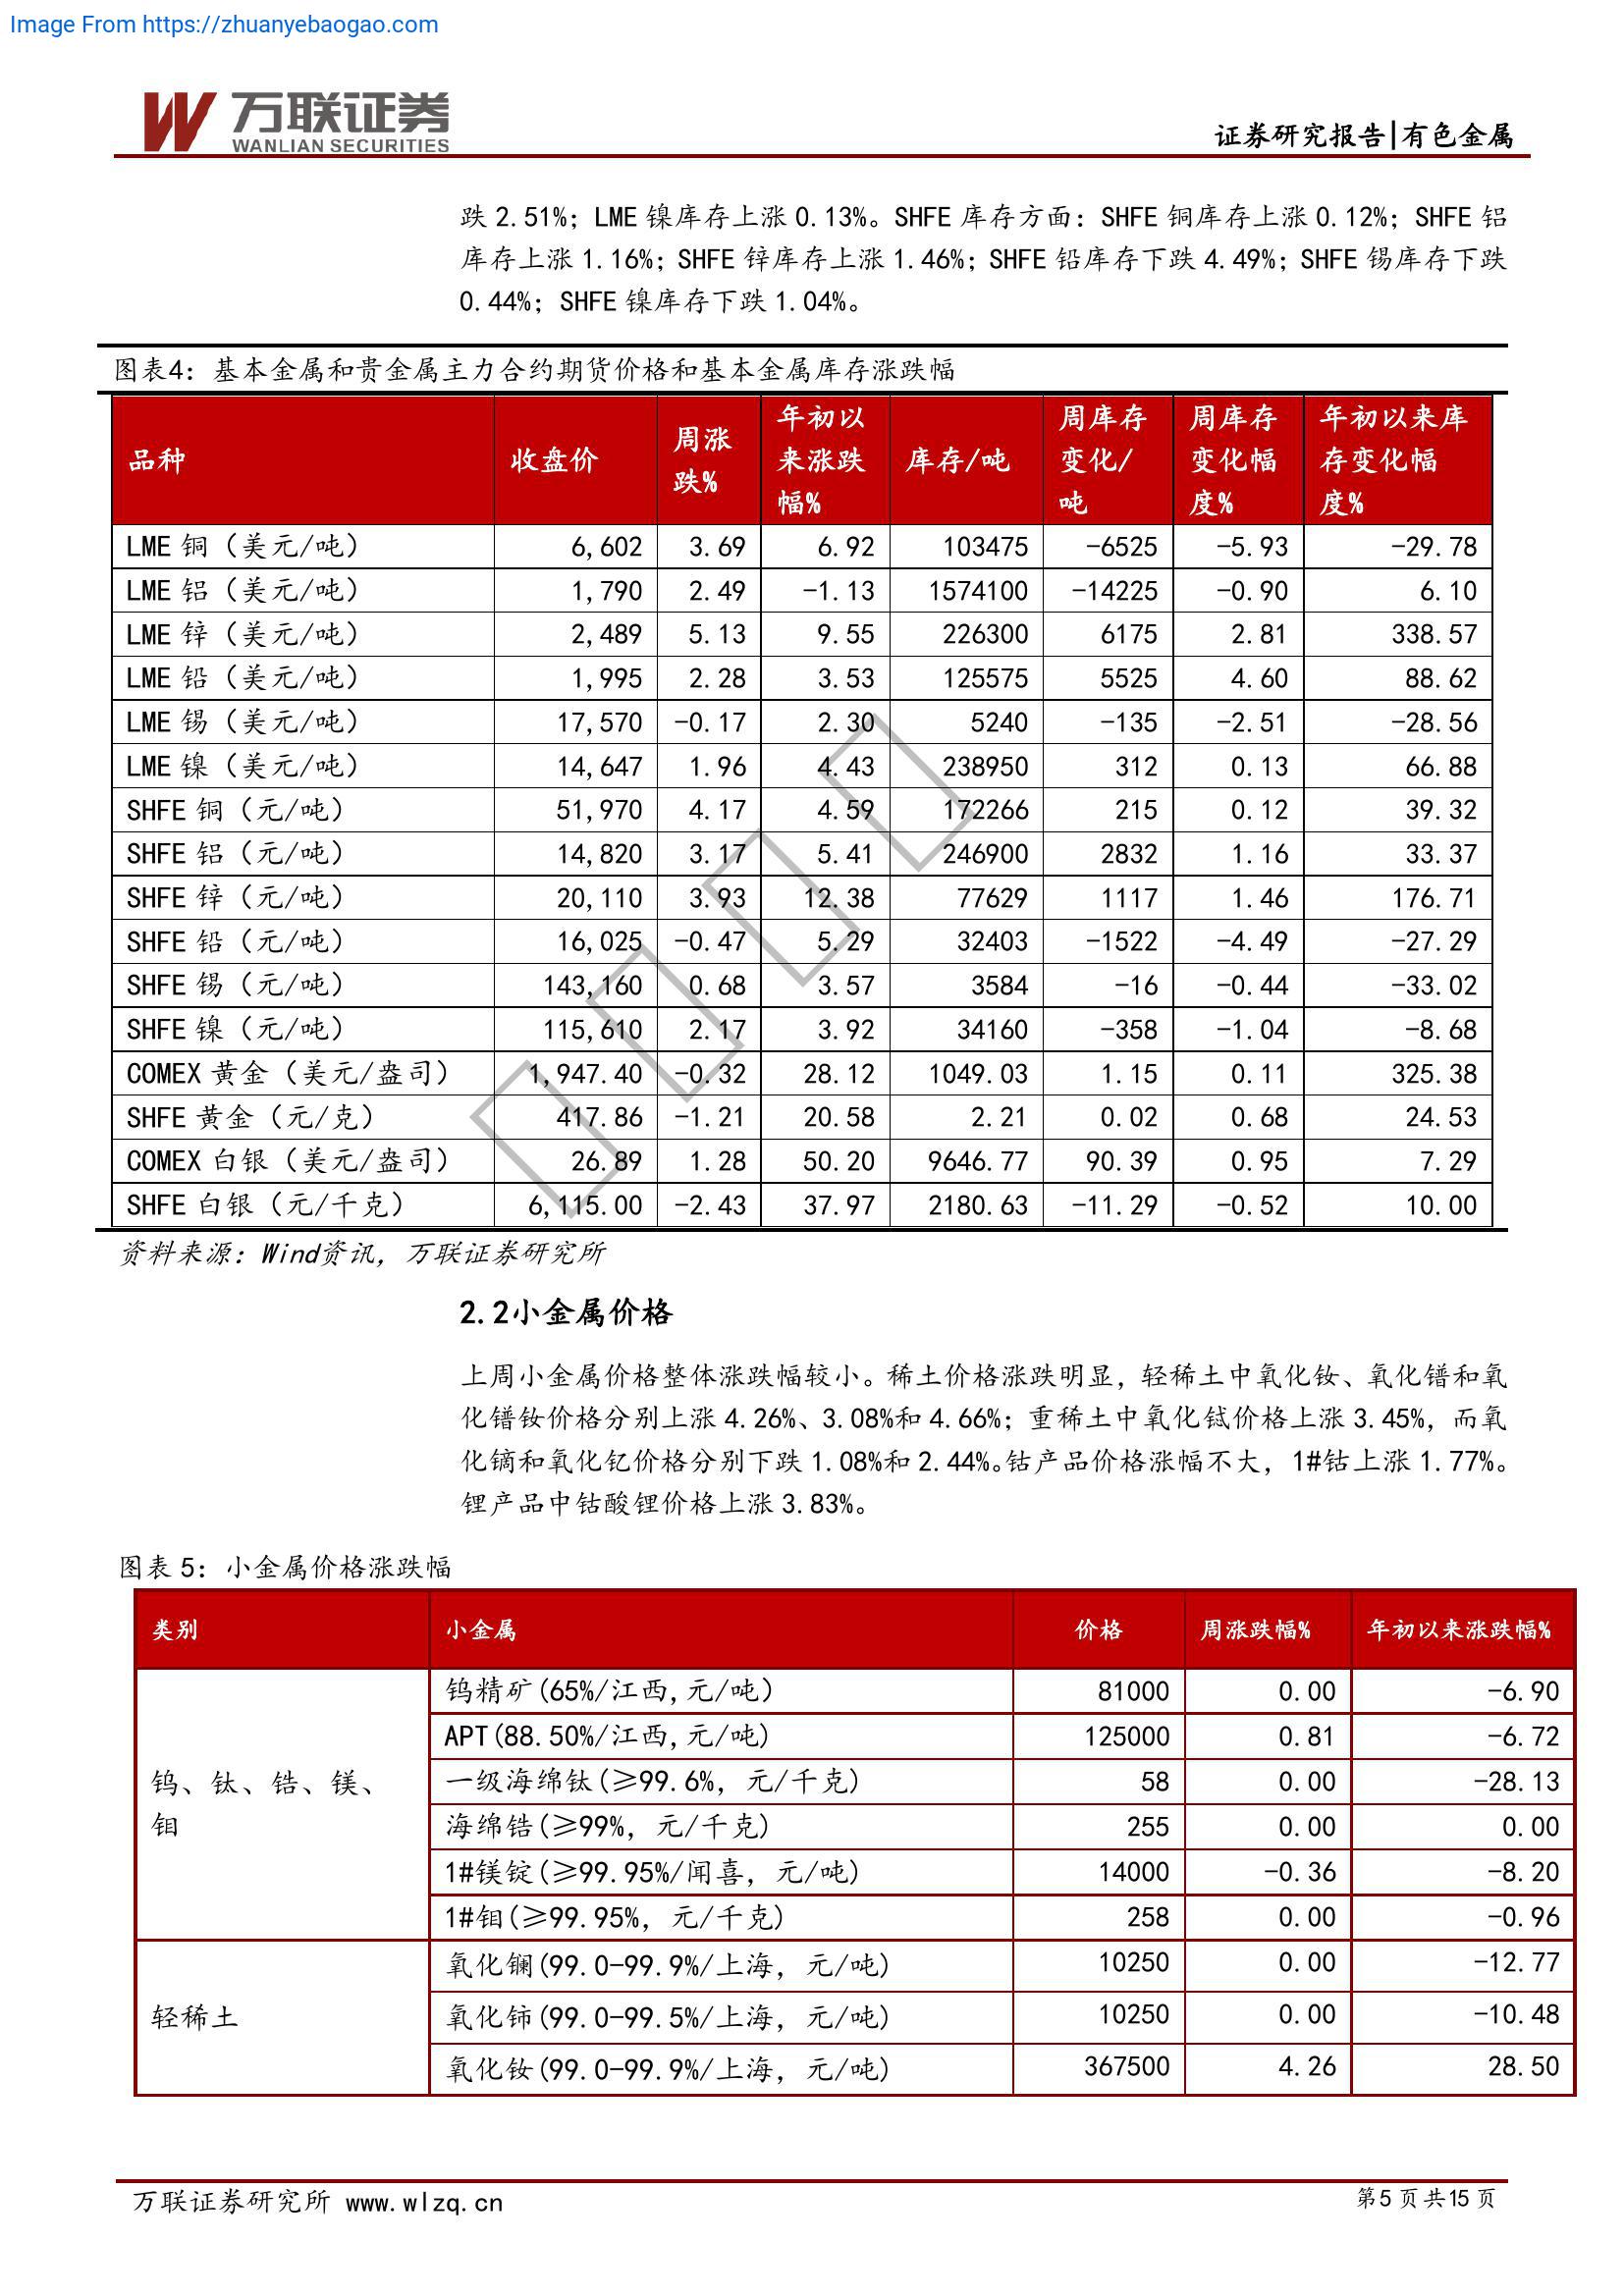 Image From https://zhuanyebaogao.com
万联证券
WANLIAN SECURITIES
证券研究报告|有色金属
跌 2.51%；LME 镍库存上涨 0.13%。SHFE 库存方面：SHFE 铜库存上涨 0.12%；SHFE 铝
库存上涨 1.16%；SHFE 锌库存上涨 1.46%；SHFE 铅库存下跌 4.49%；SHFE 锡库存下跌
0.44%；SHFE 镍库存下跌 1.04%。
图表4：基本金属和贵金属主力合约期货价格和基本金属库存涨跌幅
品种 收盘价 周涨跌% 年初以来涨跌幅% 库存/吨 周库存变化/吨 周库存变化幅度% 年初以来库存变化幅度%
LME 铜（美元/吨） 6,602 3.69 6.92 103475 -6525 -5.93 -29.78
LME 铝（美元/吨） 1,790 2.49 -1.13 1574100 -14225 -0.90 6.10
LME 锌（美元/吨） 2,489 5.13 9.55 226300 6175 2.81 338.57
LME 铅（美元/吨） 1,995 2.28 3.53 125575 5525 4.60 88.62
LME 锡（美元/吨） 17,570 -0.17 2.30 5240 -135 -2.51 -28.56
LME 镍（美元/吨） 14,647 1.96 4.43 238950 312 0.13 66.88
SHFE 铜（元/吨） 51,970 4.17 4.59 172266 215 0.12 39.32
SHFE 铝（元/吨） 14,820 3.17 5.41 246900 2832 1.16 33.37
SHFE 锌（元/吨） 20,110 3.93 12.38 77629 1117 1.46 176.71
SHFE 铅（元/吨） 16,025 -0.47 5.29 32403 -1522 -4.49 -27.29
SHFE 锡（元/吨） 143,160 0.68 3.57 3584 -16 -0.44 -33.02
SHFE 镍（元/吨） 115,610 2.17 3.92 34160 -358 -1.04 -8.68
COMEX 黄金（美元/盎司） 1,947.40 -0.32 28.12 1049.03 1.15 0.11 325.38
SHFE 黄金（元/克） 417.86 -1.21 20.58 2.21 0.02 0.68 24.53
COMEX 白银（美元/盎司） 26.89 1.28 50.20 9646.77 90.39 0.95 7.29
SHFE 白银（元/千克） 6,115.00 -2.43 37.97 2180.63 -11.29 -0.52 10.00
资料来源：Wind资讯, 万联证券研究所
2.2小金属价格
上周小金属价格整体涨跌幅较小。稀土价格涨跌明显，轻稀土中氧化钕、氧化镨和氧
化镨钕价格分别上涨 4.26%、3.08%和 4.66%；重稀土中氧化铽价格上涨 3.45%，而氧
化镝和氧化钇价格分别下跌 1.08%和 2.44%。钴产品价格涨幅不大，1#钴上涨 1.77%。
锂产品中钴酸锂价格上涨 3.83%。
图表 5：小金属价格涨跌幅
类别 小金属 价格 周涨跌幅% 年初以来涨跌幅%
钨、钛、锆、镁、
钼
钨精矿(65%/江西,元/吨) 81000 0.00 -6.90
APT(88.50%/江西,元/吨) 125000 0.81 -6.72
一级海绵钛(≥99.6%, 元/千克) 58 0.00 -28.13
海绵锆(≥99%, 元/千克) 255 0.00 0.00
1#镁锭(≥99.95%/闻喜, 元/吨) 14000 -0.36 -8.20
1#钼(≥99.95%, 元/千克) 258 0.00 -0.96
轻稀土
氧化镧(99.0-99.9%/上海, 元/吨) 10250 0.00 -12.77
氧化铈(99.0-99.5%/上海, 元/吨) 10250 0.00 -10.48
氧化钕(99.0-99.9%/上海, 元/吨) 367500 4.26 28.50
万联证券研究所 www.wlzq.cn
第5 页 共15 页